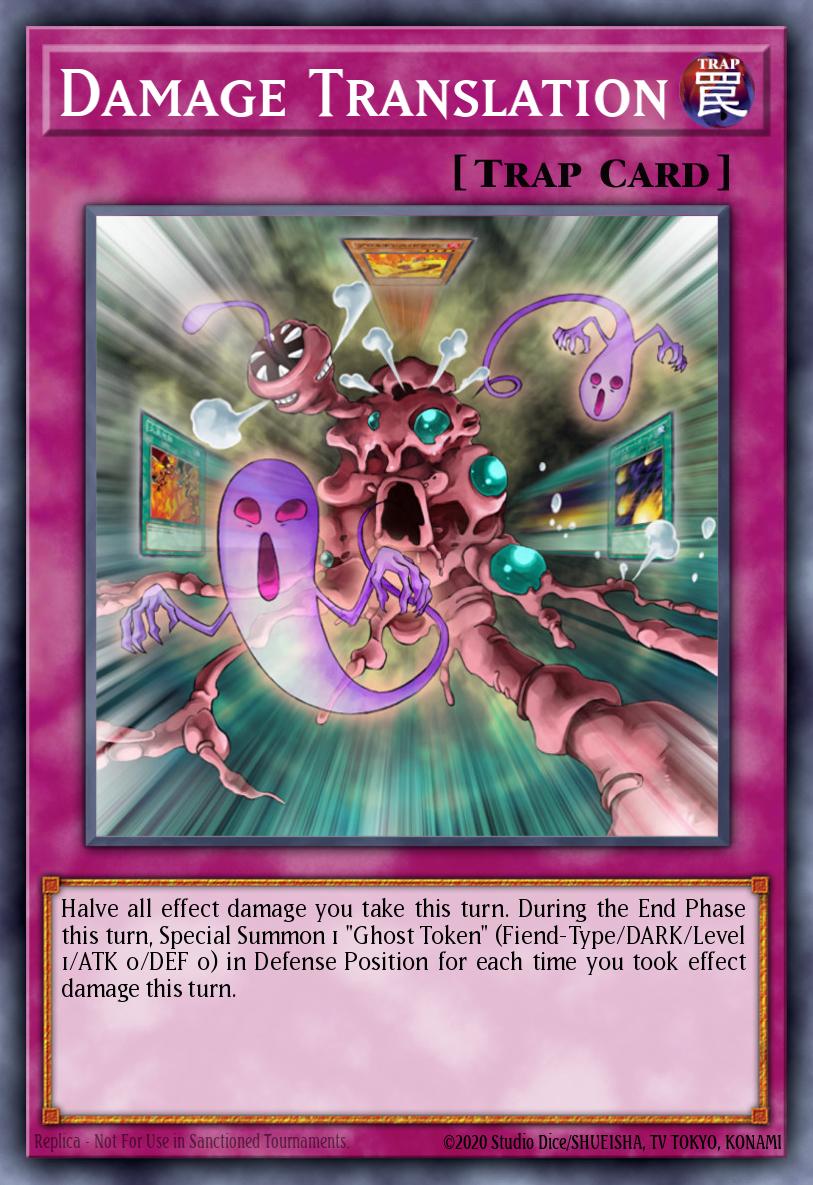 Damage Translation
TRAP
罠
[Trap Card]
Halve all effect damage you take this turn. During the End Phase
this turn, Special Summon 1 "Ghost Token" (Fiend-Type/DARK/Level
1/ATK 0/DEF 0) in Defense Position for each time you took effect
damage this turn.
Replica - Not For Use in Sanctioned Tournaments.
©2020 Studio Dice/SHUEISHA, TV TOKYO, KONAMI